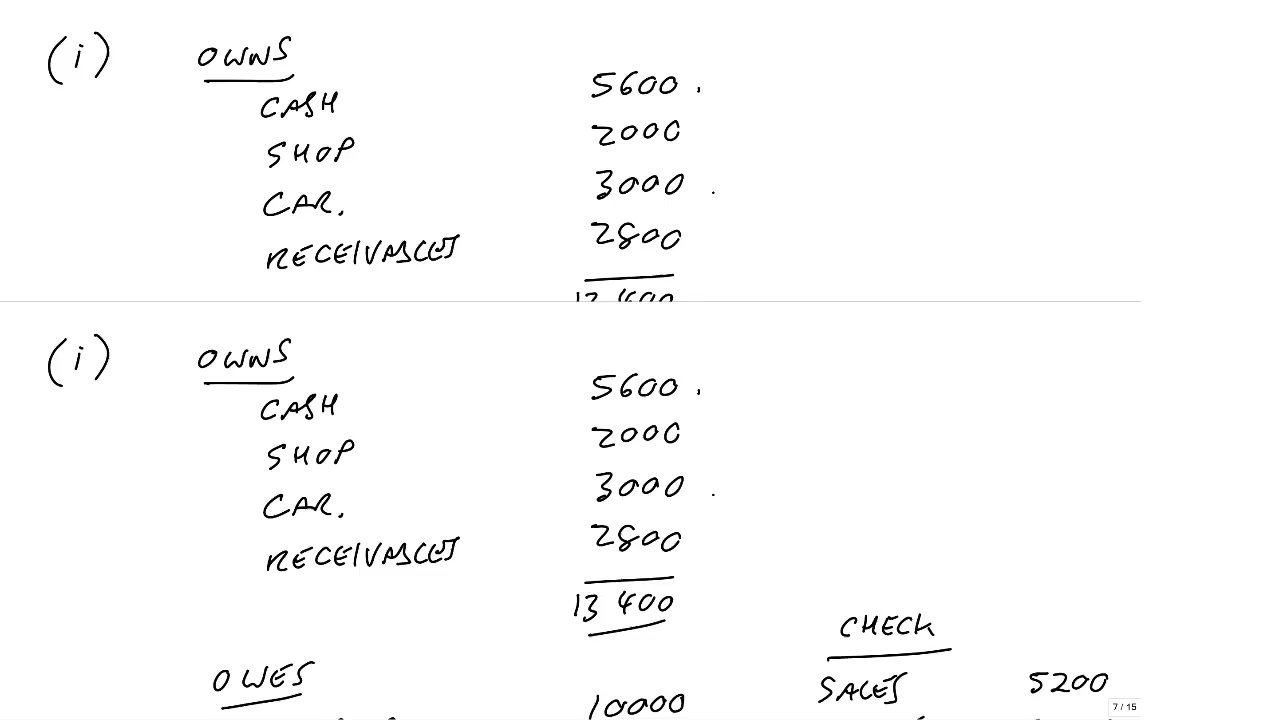 (i) OWNS
CASH 5600
SHOP 2000
CAR. 3000
RECEIVABLES 2800
(i) OWNS
CASH 5600
SHOP 2000
CAR. 3000
RECEIVABLES 2800
13 400
CHECK
OWES
SALES 5200
10000
7 / 15